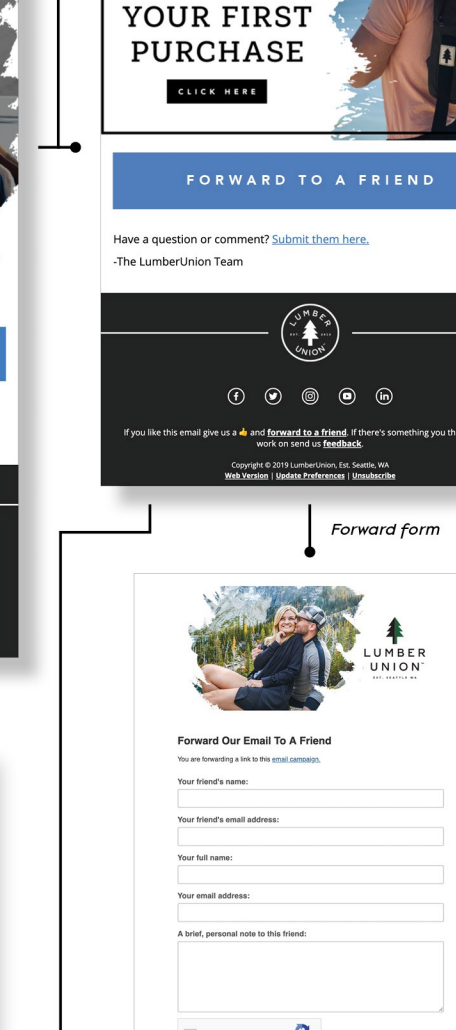 YOUR FIRST
PURCHASE
CLICK HERE
FORWARD TO A FRIEND
Have a question or comment? Submit them here.
-The LumberUnion Team
LUMBER
EST. 2019
UNION
If you like this email give us a 👍 and forward to a friend. If there's something you th
work on send us feedback.
Copyright © 2019 LumberUnion, Est. Seattle, WA
Web Version | Update Preferences | Unsubscribe
Forward form
LUMBER
UNION
EST. SEATTLE WA
Forward Our Email To A Friend
You are forwarding a link to this email campaign.
Your friend's name:
Your friend's email address:
Your full name:
Your email address:
A brief, personal note to this friend: